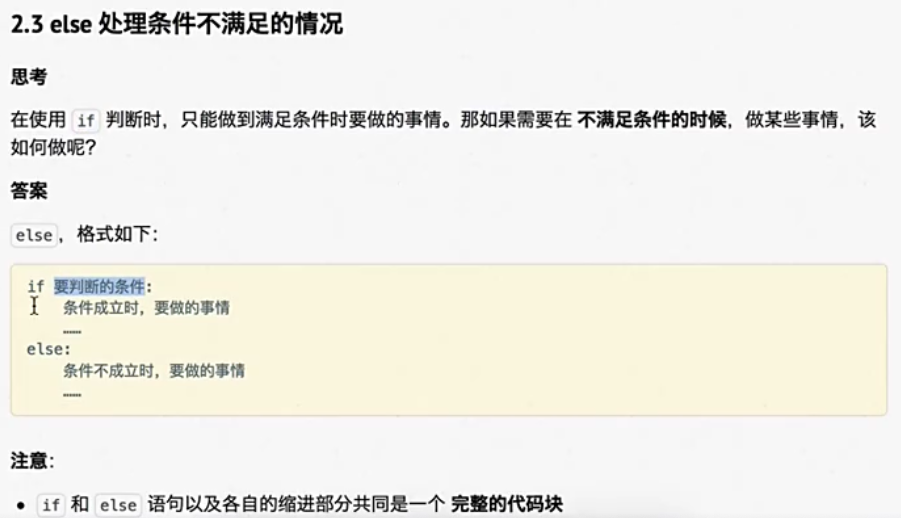 2.3 else 处理条件不满足的情况
思考
在使用 if 判断时，只能做到满足条件时要做的事情。那如果需要在 不满足条件的时候，做某些事情，该
如何做呢？
答案
else，格式如下：
if 要判断的条件:
条件成立时，要做的事情
……
else:
条件不成立时，要做的事情
……
注意：
• if 和 else 语句以及各自的缩进部分共同是一个 完整的代码块